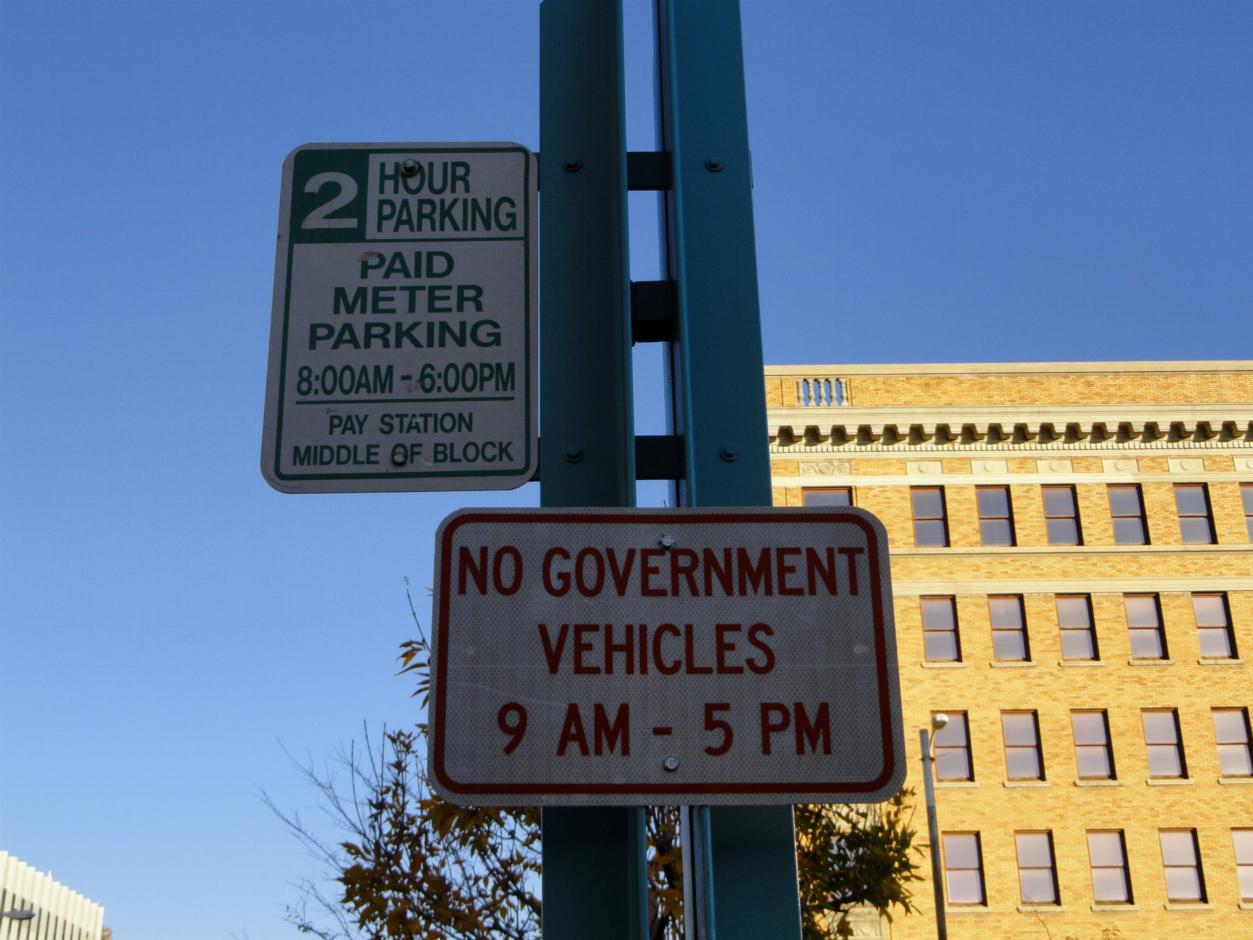 2 HOUR
PARKING
PAID
METER
PARKING
8:00AM - 6:00PM
PAY STATION
MIDDLE OF BLOCK
NO GOVERNMENT
VEHICLES
9 AM - 5 PM